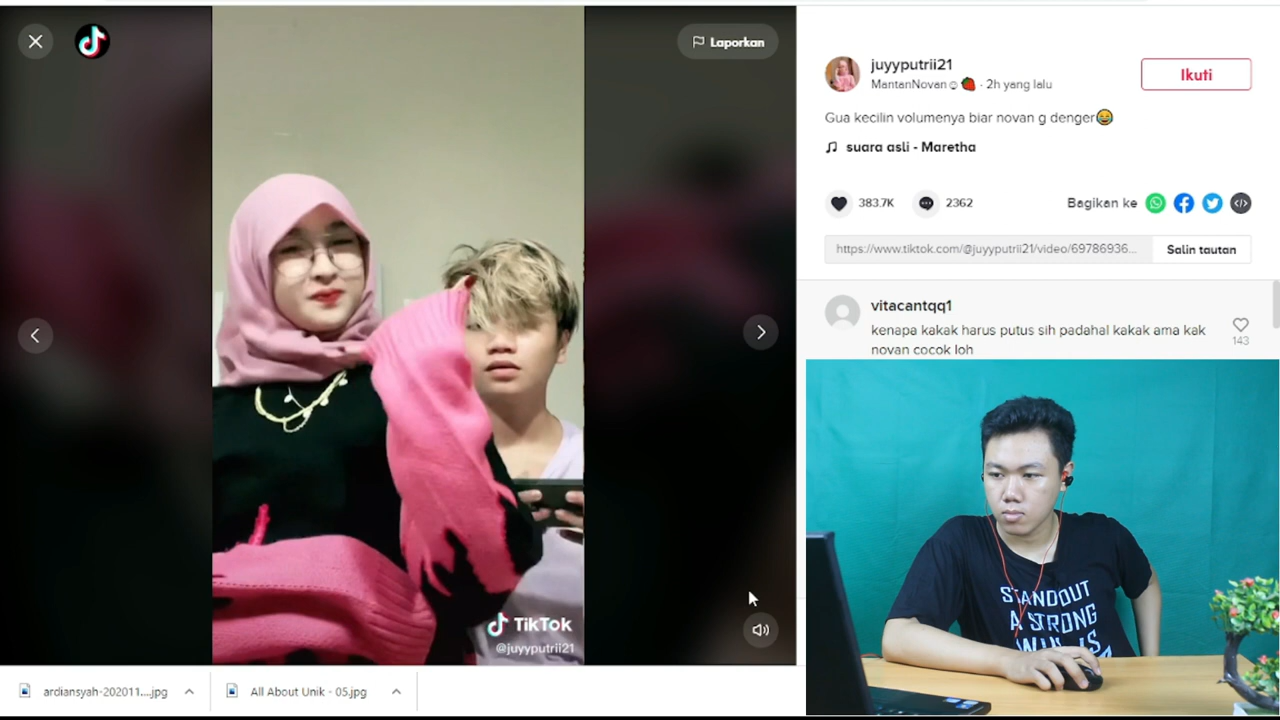 Laporkan
TikTok
@juyyputrii21
juyyputrii21
MantanNovan☺🍓 · 2h yang lalu
Ikuti
Gua kecilin volumenya biar novan g denger😂
♫ suara asli - Maretha
383.7K
2362
Bagikan ke
https://www.tiktok.com/@juyyputrii21/video/69786936...
Salin tautan
vitacantqq1
kenapa kakak harus putus sih padahal kakak ama kak
novan cocok loh
143
STANDOUT
A STRONG
ardiansyah-202011....jpg
All About Unik - 05.jpg